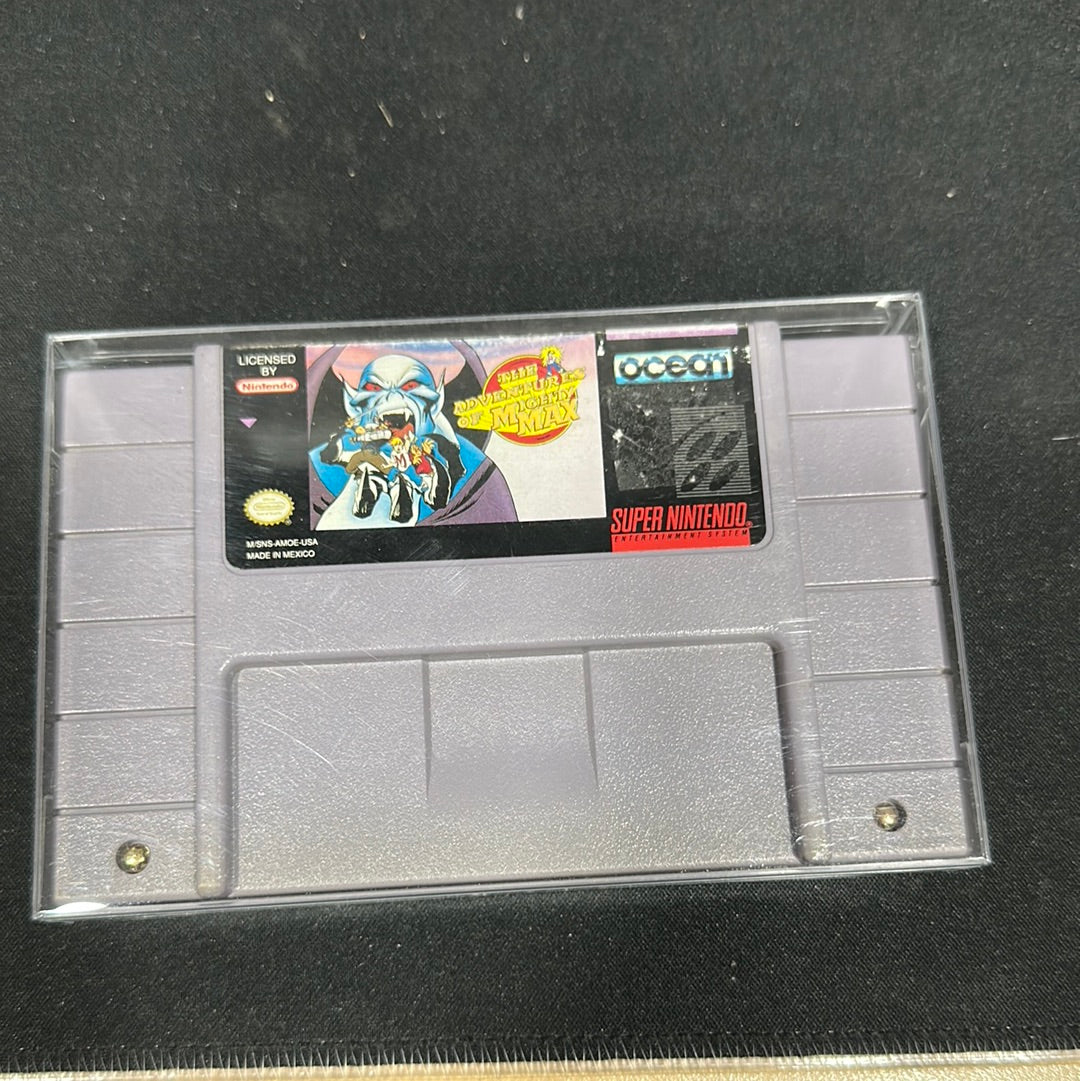 LICENSED
BY
Nintendo
THE
ADVENTURES
OF MIGHTY
MAX
M
ocean
SUPER NINTENDO
ENTERTAINMENT SYSTEM
M/SNS-AMOE-USA
MADE IN MEXICO